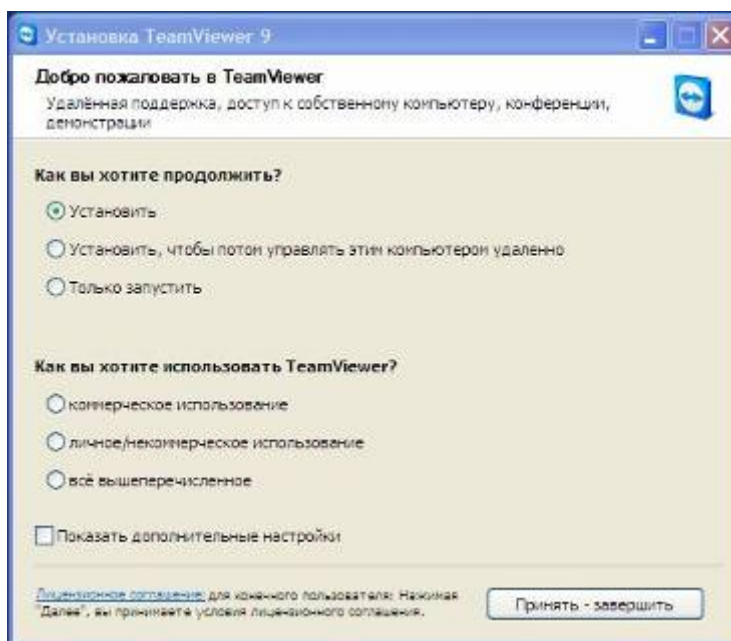 Установка TeamViewer 9
Добро пожаловать в TeamViewer
Удалённая поддержка, доступ к собственному компьютеру, конференции,
демонстрации
Как вы хотите продолжить?
Установить
Установить, чтобы потом управлять этим компьютером удаленно
Только запустить
Как вы хотите использовать TeamViewer?
коммерческое использование
личное/некоммерческое использование
всё вышеперечисленное
Показать дополнительные настройки
Лицензионное соглашение: для конечного пользователя: Нажимая
"Далее", вы принимаете условия лицензионного соглашения.
Принять - завершить